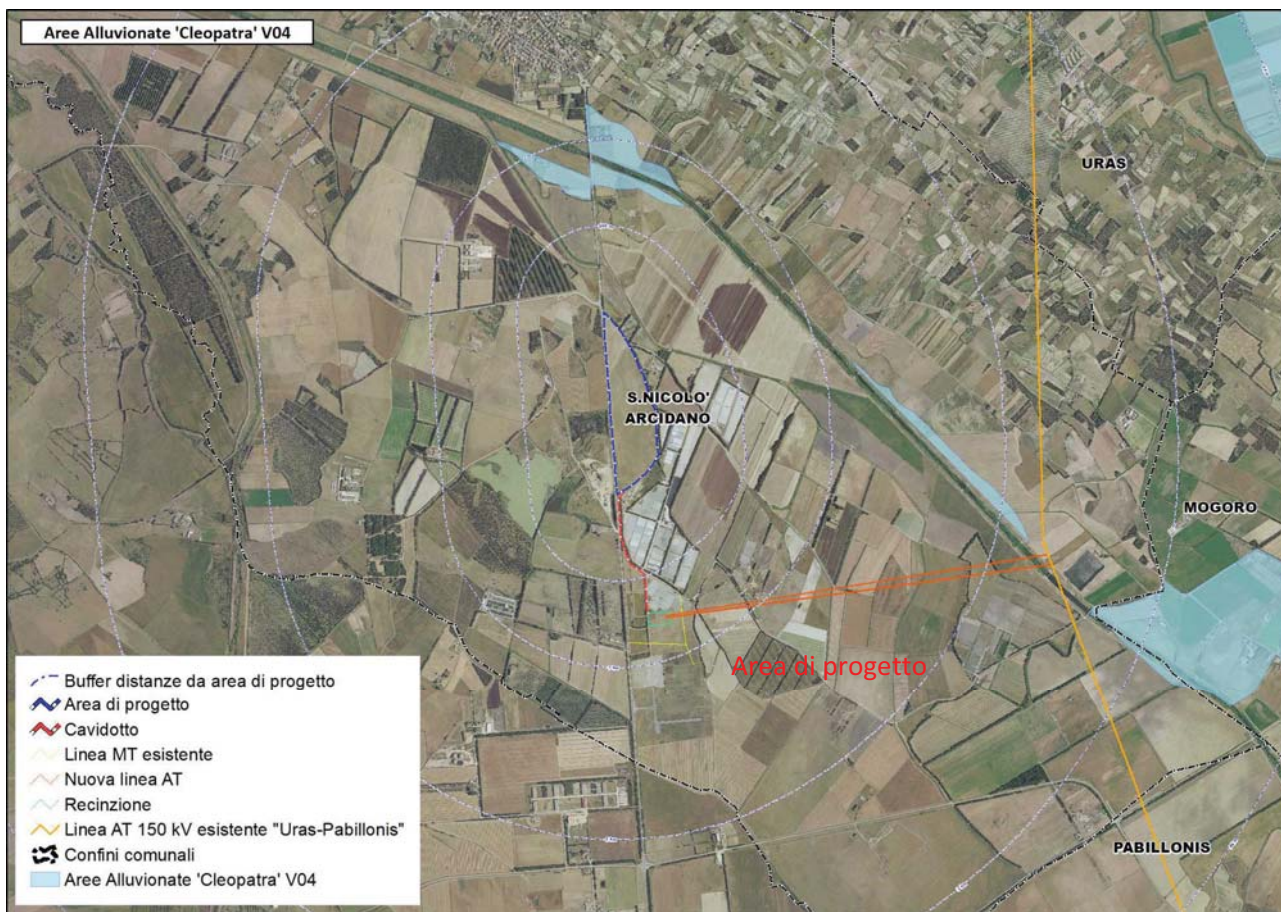 Aree Alluvionate 'Cleopatra' V04
URAS
S.NICOLO'
ARCIDANO
MOGORO
Area di progetto
PABILLONIS
Buffer distanze da area di progetto
Area di progetto
Cavidotto
Linea MT esistente
Nuova linea AT
Recinzione
Linea AT 150 kV esistente "Uras-Pabillonis"
Confini comunali
Aree Alluvionate 'Cleopatra' V04